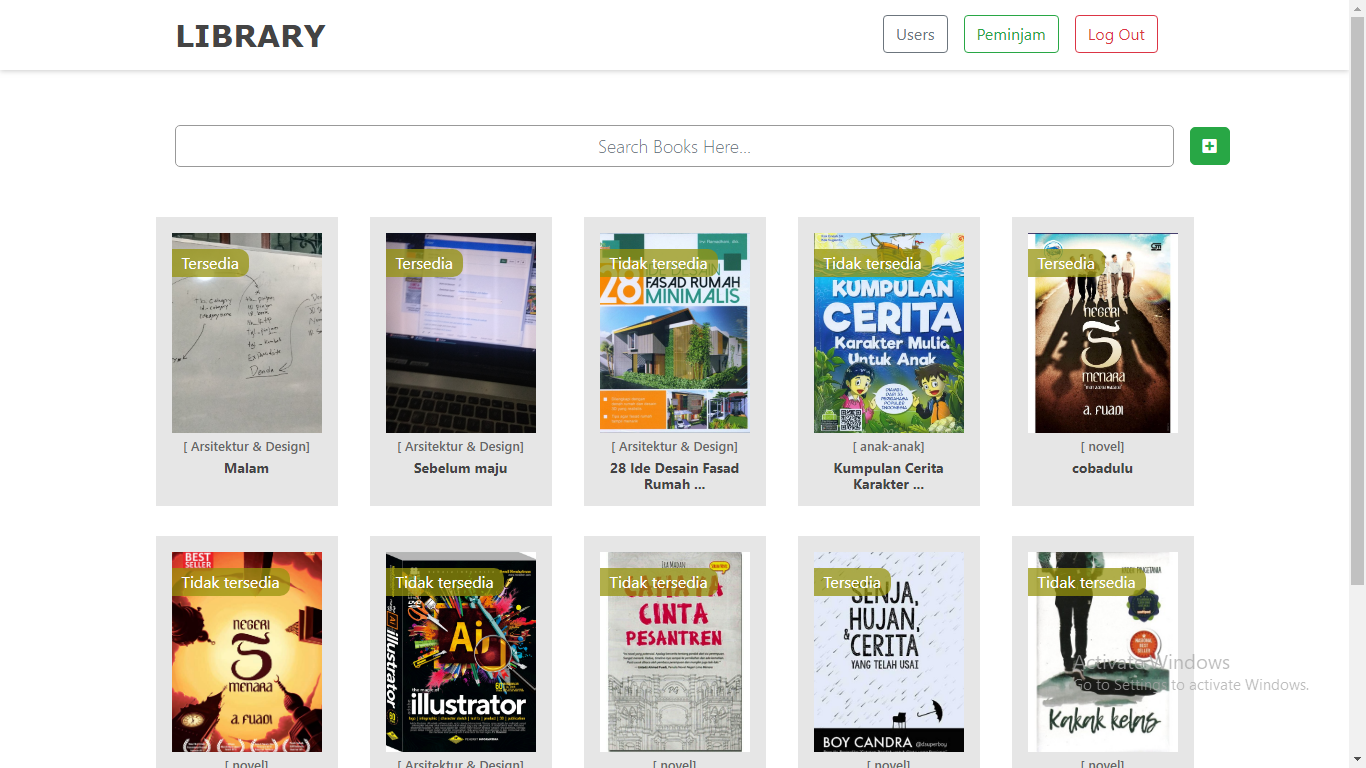 LIBRARY
Users
Peminjam
Log Out
Search Books Here...
Tersedia
Denda
[ Arsitektur & Design]
Malam
Tersedia
[ Arsitektur & Design]
Sebelum maju
Tidak tersedia
28
FASAD RUMAH
MINIMALIS
[ Arsitektur & Design]
28 Ide Desain Fasad
Rumah ...
Tidak tersedia
KUMPULAN
CERITA
Karakter Mulia
Untuk Anak
[ anak-anak]
Kumpulan Cerita
Karakter ...
Tersedia
NEGERI
5
MENARA
A. FUADI
[ novel]
cobadulu
BEST
SELLER
Tidak tersedia
NEGERI
5
MENARA
A. FUADI
[ novel]
Tidak tersedia
Ai
illustrator
the magic of
illustrator
[ Arsitektur & Design]
IRA MADAN
Tidak tersedia
CAHAYA
CINTA
PESANTREN
[ novel]
Tersedia
SENJA,
HUJAN,
& CERITA
YANG TELAH USAI
BOY CANDRA @dsuperboy
[ novel]
Tidak tersedia
Kakak kelas
[ novel]
Activate Windows
Go to Settings to activate Windows.